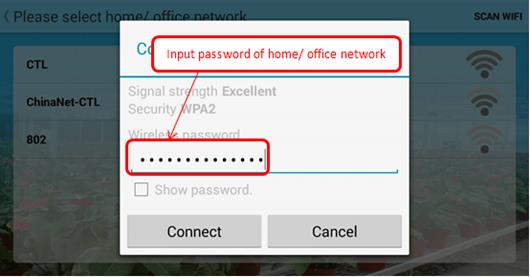 Please select home/ office network
SCAN WIFI
Co
Input password of home/ office network
CTL
ChinaNet-CTL
802
Signal strength Excellent
Security WPA2
Wireless password
••••••••••••••
Show password.
Connect
Cancel